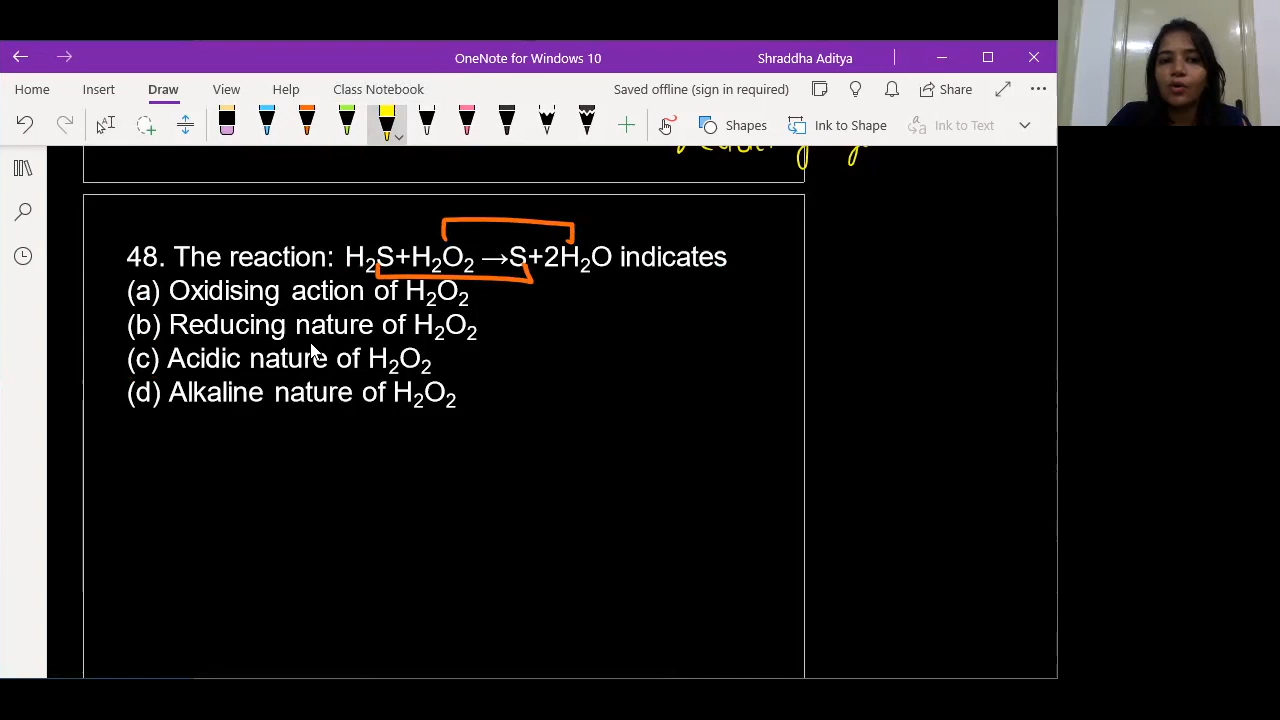 OneNote for Windows 10
Shraddha Aditya
Home Insert Draw View Help Class Notebook
Saved offline (sign in required)
Share
Shapes
Ink to Shape
Ink to Text
48. The reaction: H₂S+H₂O₂ →S+2H₂O indicates
(a) Oxidising action of H₂O₂
(b) Reducing nature of H₂O₂
(c) Acidic nature of H₂O₂
(d) Alkaline nature of H₂O₂